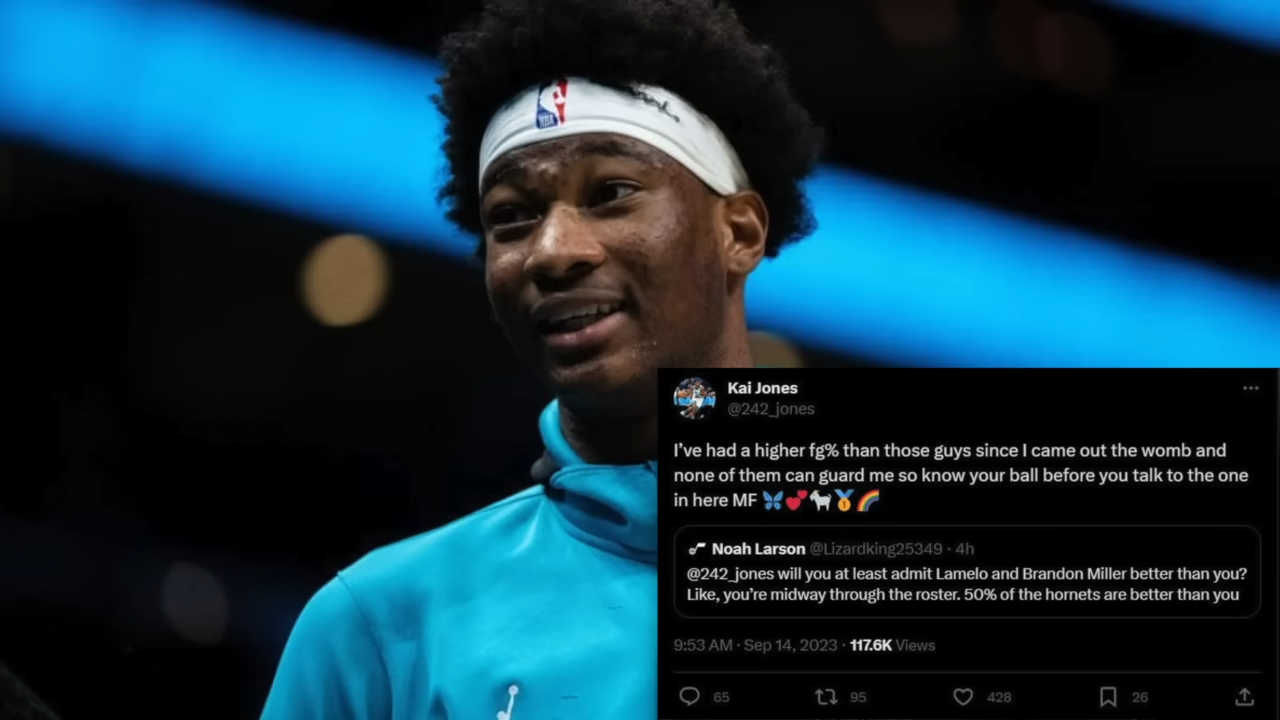 NBA
Kai Jones
@242_jones
I've had a higher fg% than those guys since I came out the womb and
none of them can guard me so know your ball before you talk to the one
in here MF 🦋💕🐐🥇🌈
Noah Larson @Lizardking25349 · 4h
@242_jones will you at least admit Lamelo and Brandon Miller better than you?
Like, you're midway through the roster. 50% of the hornets are better than you
9:53 AM · Sep 14, 2023 · 117.6K Views
65 95 428 26